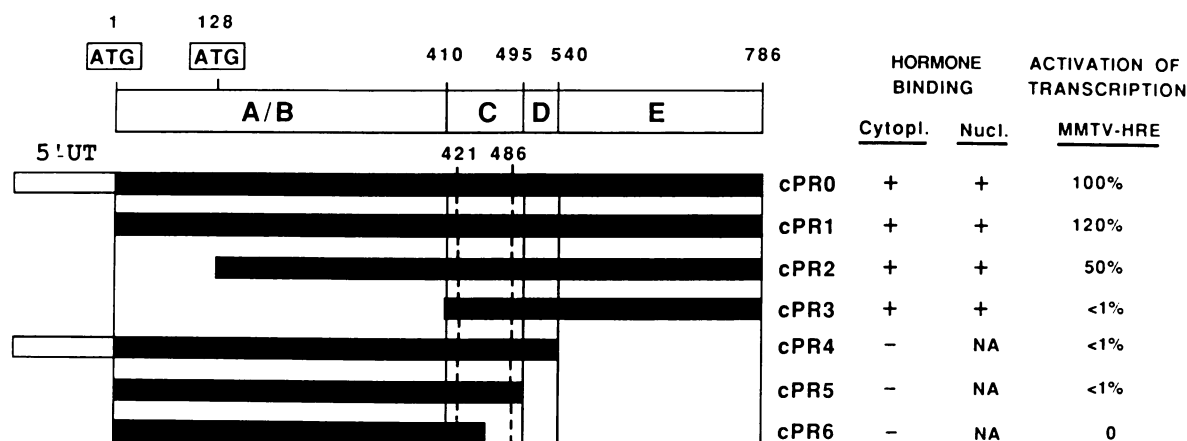 1 128
ATG ATG 410 495 540 786
HORMONE BINDING ACTIVATION OF TRANSCRIPTION
A/B C D E
Cytopl. Nucl. MMTV-HRE
5'-UT 421 486
cPR0 + + 100%
cPR1 + + 120%
cPR2 + + 50%
cPR3 + + <1%
cPR4 – NA <1%
cPR5 – NA <1%
cPR6 – NA 0